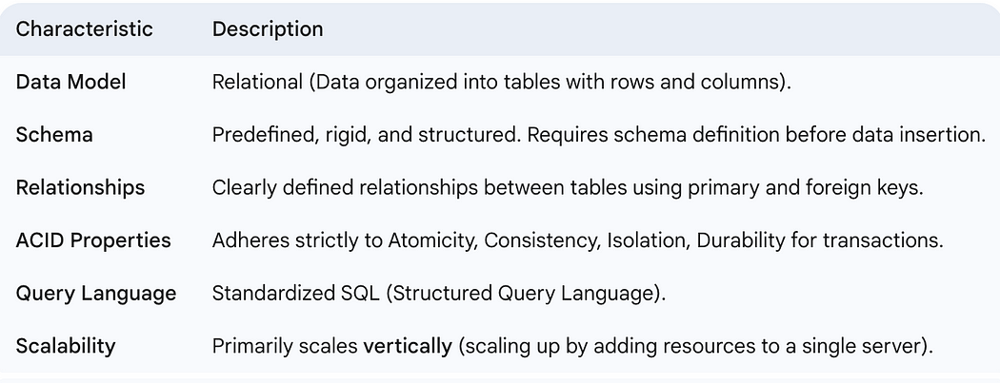 Characteristic Description
Data Model Relational (Data organized into tables with rows and columns).
Schema Predefined, rigid, and structured. Requires schema definition before data insertion.
Relationships Clearly defined relationships between tables using primary and foreign keys.
ACID Properties Adheres strictly to Atomicity, Consistency, Isolation, Durability for transactions.
Query Language Standardized SQL (Structured Query Language).
Scalability Primarily scales vertically (scaling up by adding resources to a single server).